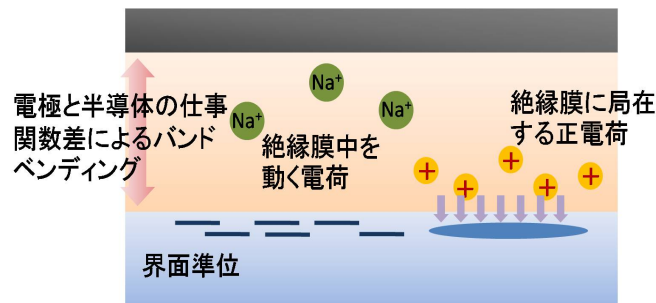 電極と半導体の仕事
関数差によるバンド
ベンディング
Na⁺
Na⁺
Na⁺
絶縁膜中を
動く電荷
絶縁膜に局在
する正電荷
+
+
+
+
+
界面準位